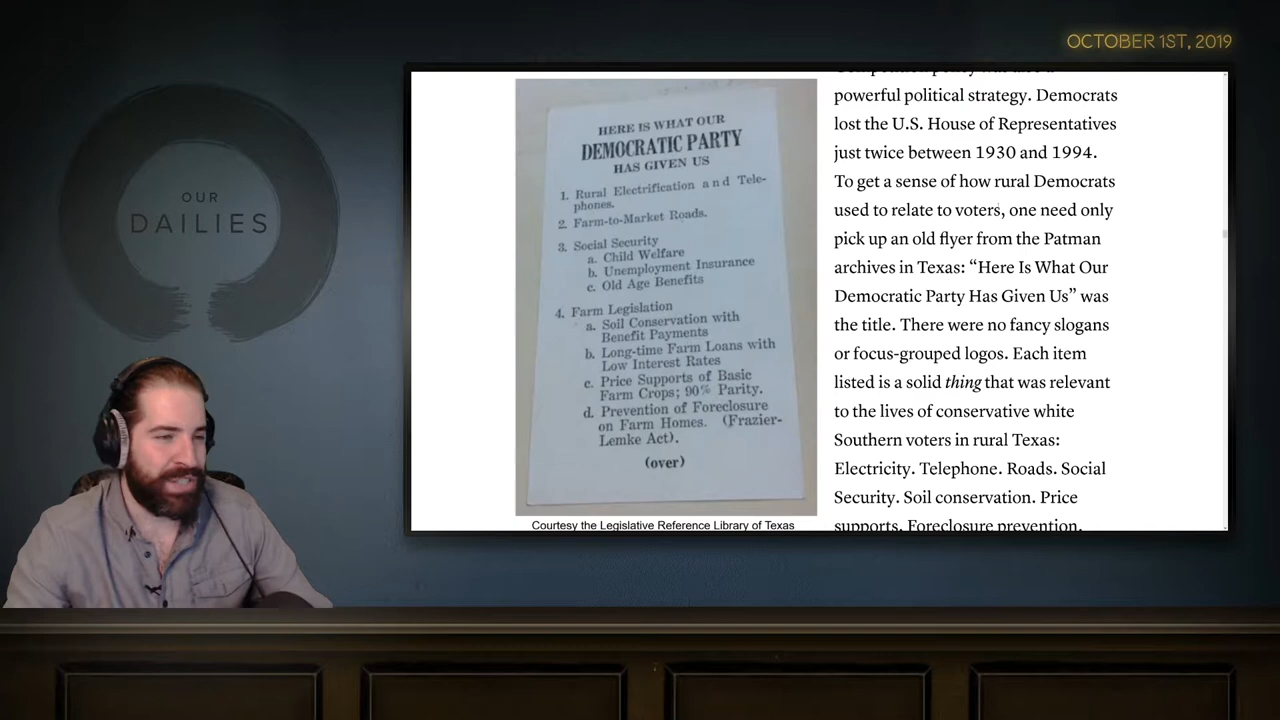 OCTOBER 1ST, 2019
OUR
DAILIES
HERE IS WHAT OUR
DEMOCRATIC PARTY
HAS GIVEN US
1. Rural Electrification and Tele-
phones.
2. Farm-to-Market Roads.
3. Social Security
a. Child Welfare
b. Unemployment Insurance
c. Old Age Benefits
4. Farm Legislation
a. Soil Conservation with
Benefit Payments
b. Long-time Farm Loans with
Low Interest Rates
c. Price Supports of Basic
Farm Crops; 90% Parity.
d. Prevention of Foreclosure
on Farm Homes. (Frazier-
Lemke Act).
(over)
Courtesy the Legislative Reference Library of Texas
powerful political strategy. Democrats
lost the U.S. House of Representatives
just twice between 1930 and 1994.
To get a sense of how rural Democrats
used to relate to voters, one need only
pick up an old flyer from the Patman
archives in Texas: “Here Is What Our
Democratic Party Has Given Us” was
the title. There were no fancy slogans
or focus-grouped logos. Each item
listed is a solid thing that was relevant
to the lives of conservative white
Southern voters in rural Texas:
Electricity. Telephone. Roads. Social
Security. Soil conservation. Price
supports. Foreclosure prevention.